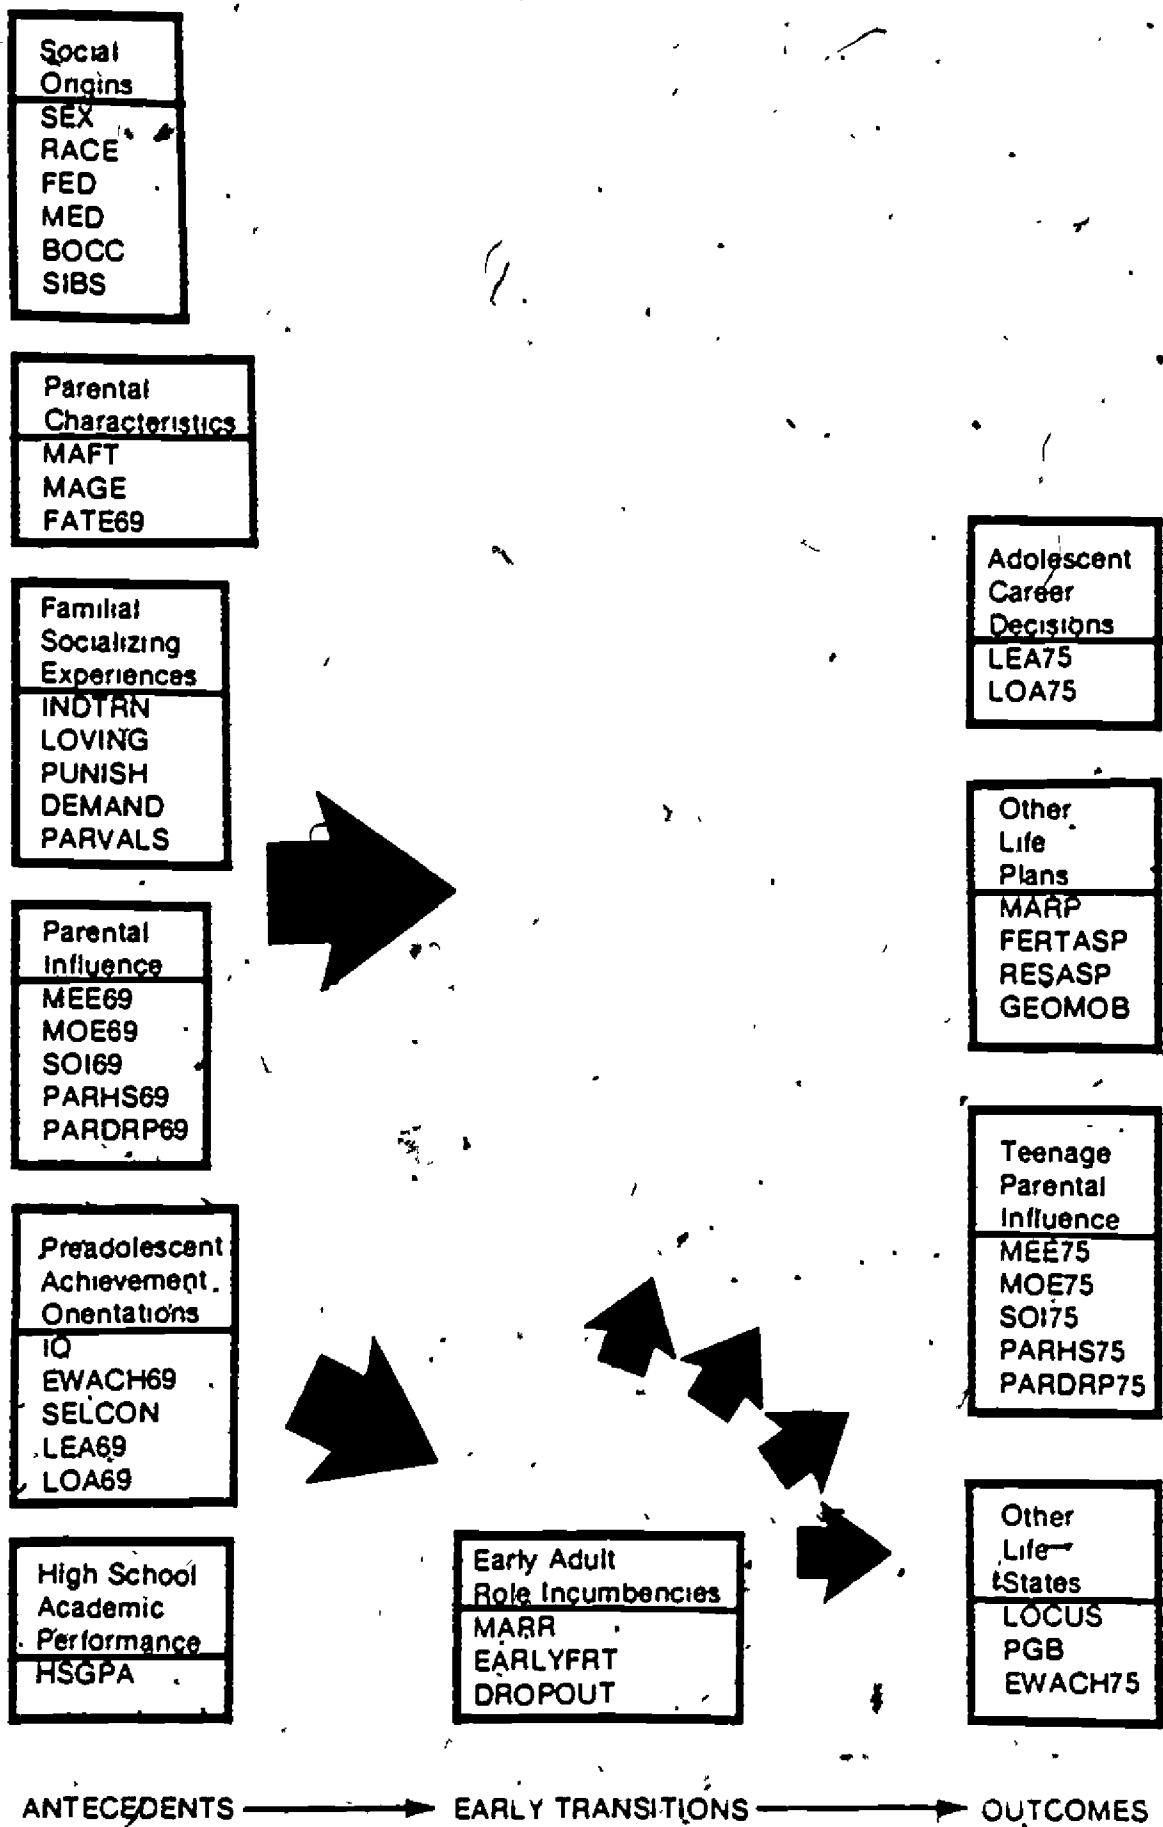 Social
Origins
SEX
RACE
FED
MED
BOCC
SIBS
Parental
Characteristics
MAFT
MAGE
FATE69
Familial
Socializing
Experiences
INDTRN
LOVING
PUNISH
DEMAND
PARVALS
Parental
Influence
MEE69
MOE69
SOI69
PARHS69
PARDRP69
Preadolescent
Achievement
Orientations
IQ
EWACH69
SELCON
LEA69
LOA69
High School
Academic
Performance
HSGPA
Early Adult
Role Incumbencies
MARR
EARLYFRT
DROPOUT
Adolescent
Career
Decisions
LEA75
LOA75
Other
Life
Plans
MARP
FERTASP
RESASP
GEOMOB
Teenage
Parental
Influence
MEE75
MOE75
SOI75
PARHS75
PARDRP75
Other
Life
States
LOCUS
PGB
EWACH75
ANTECEDENTS EARLY TRANSITIONS OUTCOMES